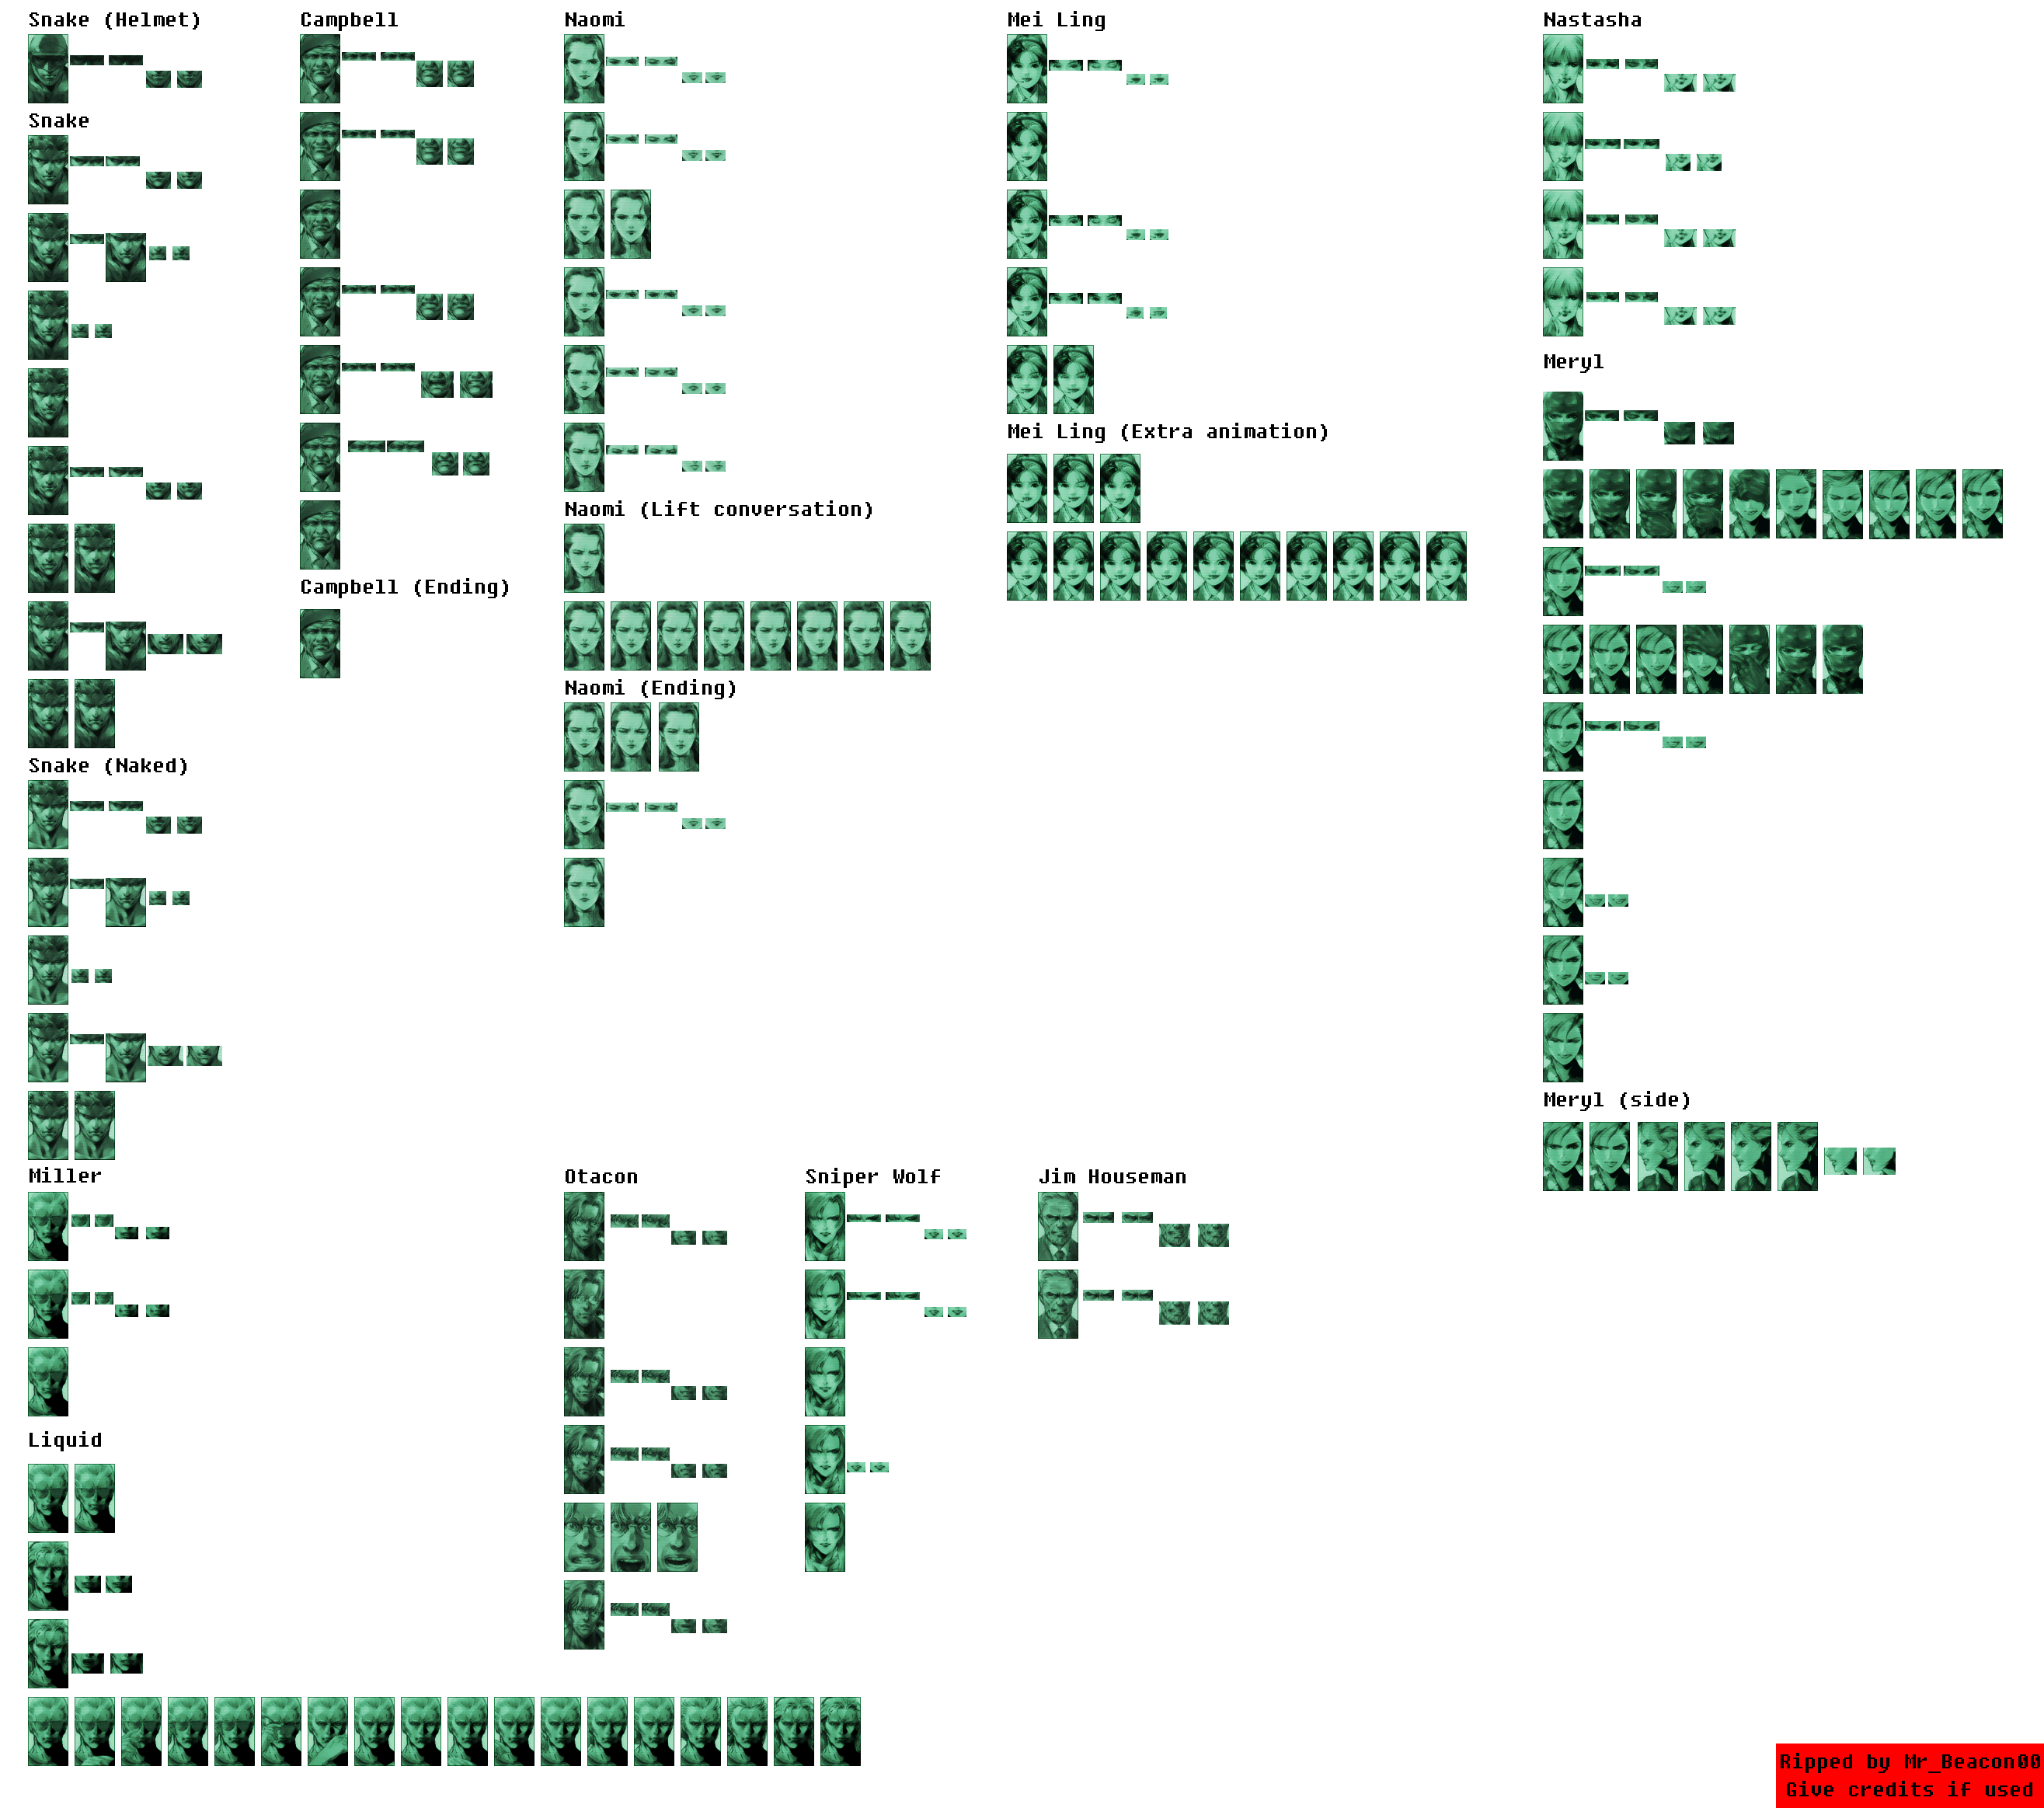 Snake (Helmet)
Campbell
Naomi
Mei Ling
Nastasha
Snake
Meryl
Mei Ling (Extra animation)
Naomi (Lift conversation)
Campbell (Ending)
Naomi (Ending)
Snake (Naked)
Meryl (side)
Miller
Otacon
Sniper Wolf
Jim Houseman
Liquid
Ripped by Mr_Beacon00
Give credits if used